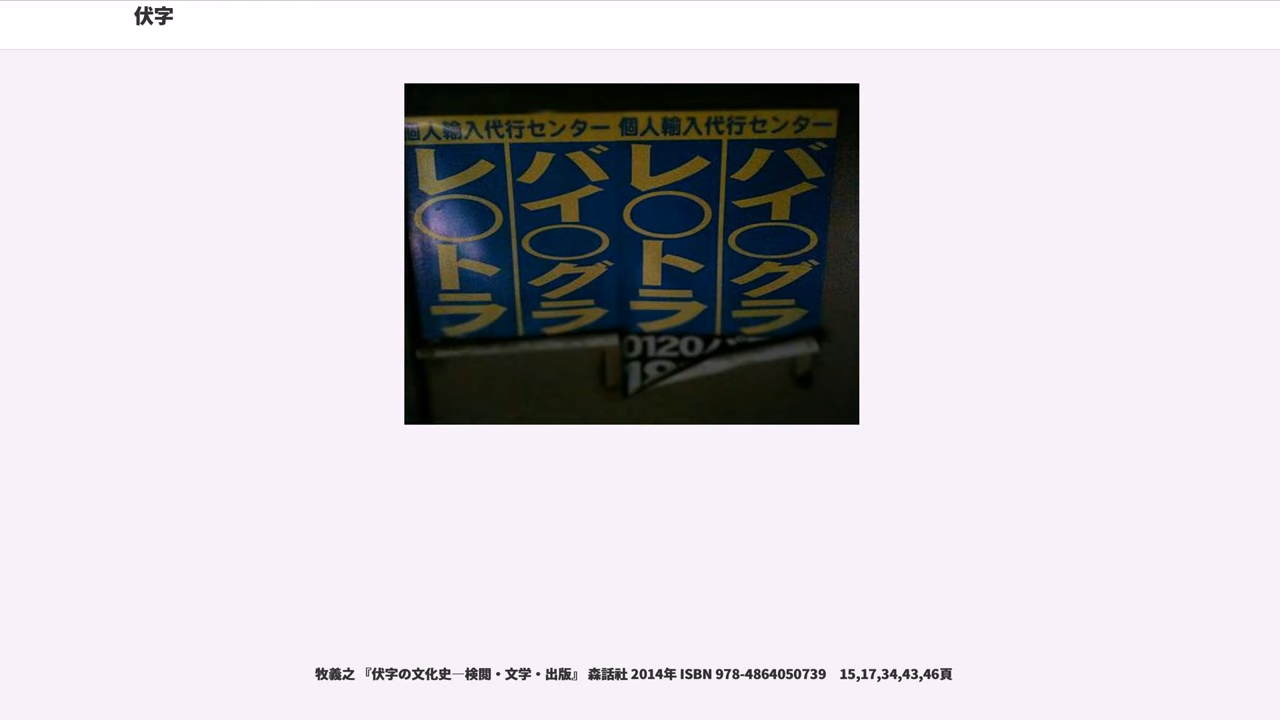 伏字
個人輸入代行センター 個人輸入代行センター
レ○トラ
バイ○グラ
レ○トラ
バイ○グラ
0120
牧義之 『伏字の文化史―検閲・文学・出版』 森話社 2014年 ISBN 978-4864050739 15,17,34,43,46頁